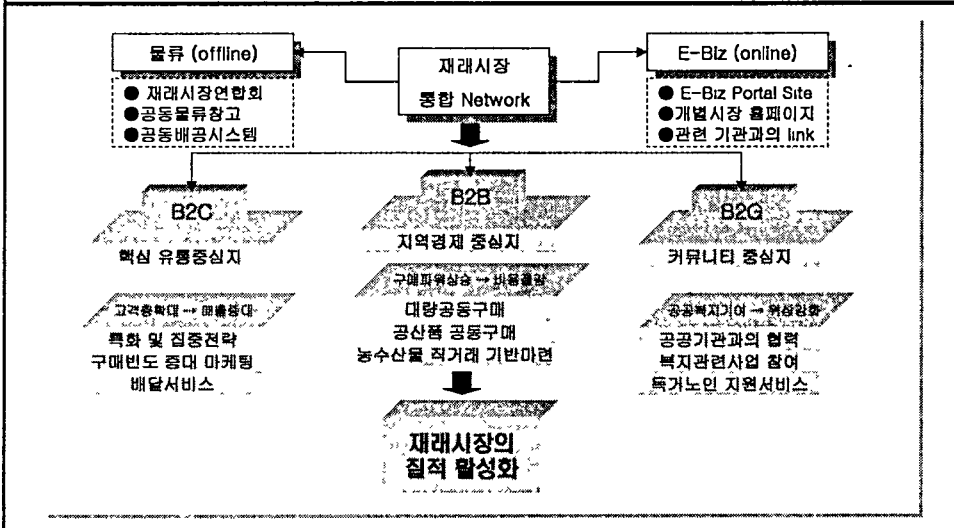 물류 (offline)
● 재래시장연합회
●공동물류창고
●공동배공시스템
재래시장
통합 Network
E-Biz (online)
● E-Biz Portal Site
●개별시장 홈페이지
●관련 기관과의 link
B2C
핵심 유통중심지
고객층확대 → 매출증대
특화 및 집중전략
구매빈도 증대 마케팅
배달서비스
B2B
지역경제 중심지
구매파워상승 → 비용절감
대량공동구매
공산품 공동구매
농수산물 직거래 기반마련
B2G
커뮤니티 중심지
공공복지기여 → 위상강화
공공기관과의 협력
복지관련사업 참여
독거노인 지원서비스
재래시장의
질적 활성화